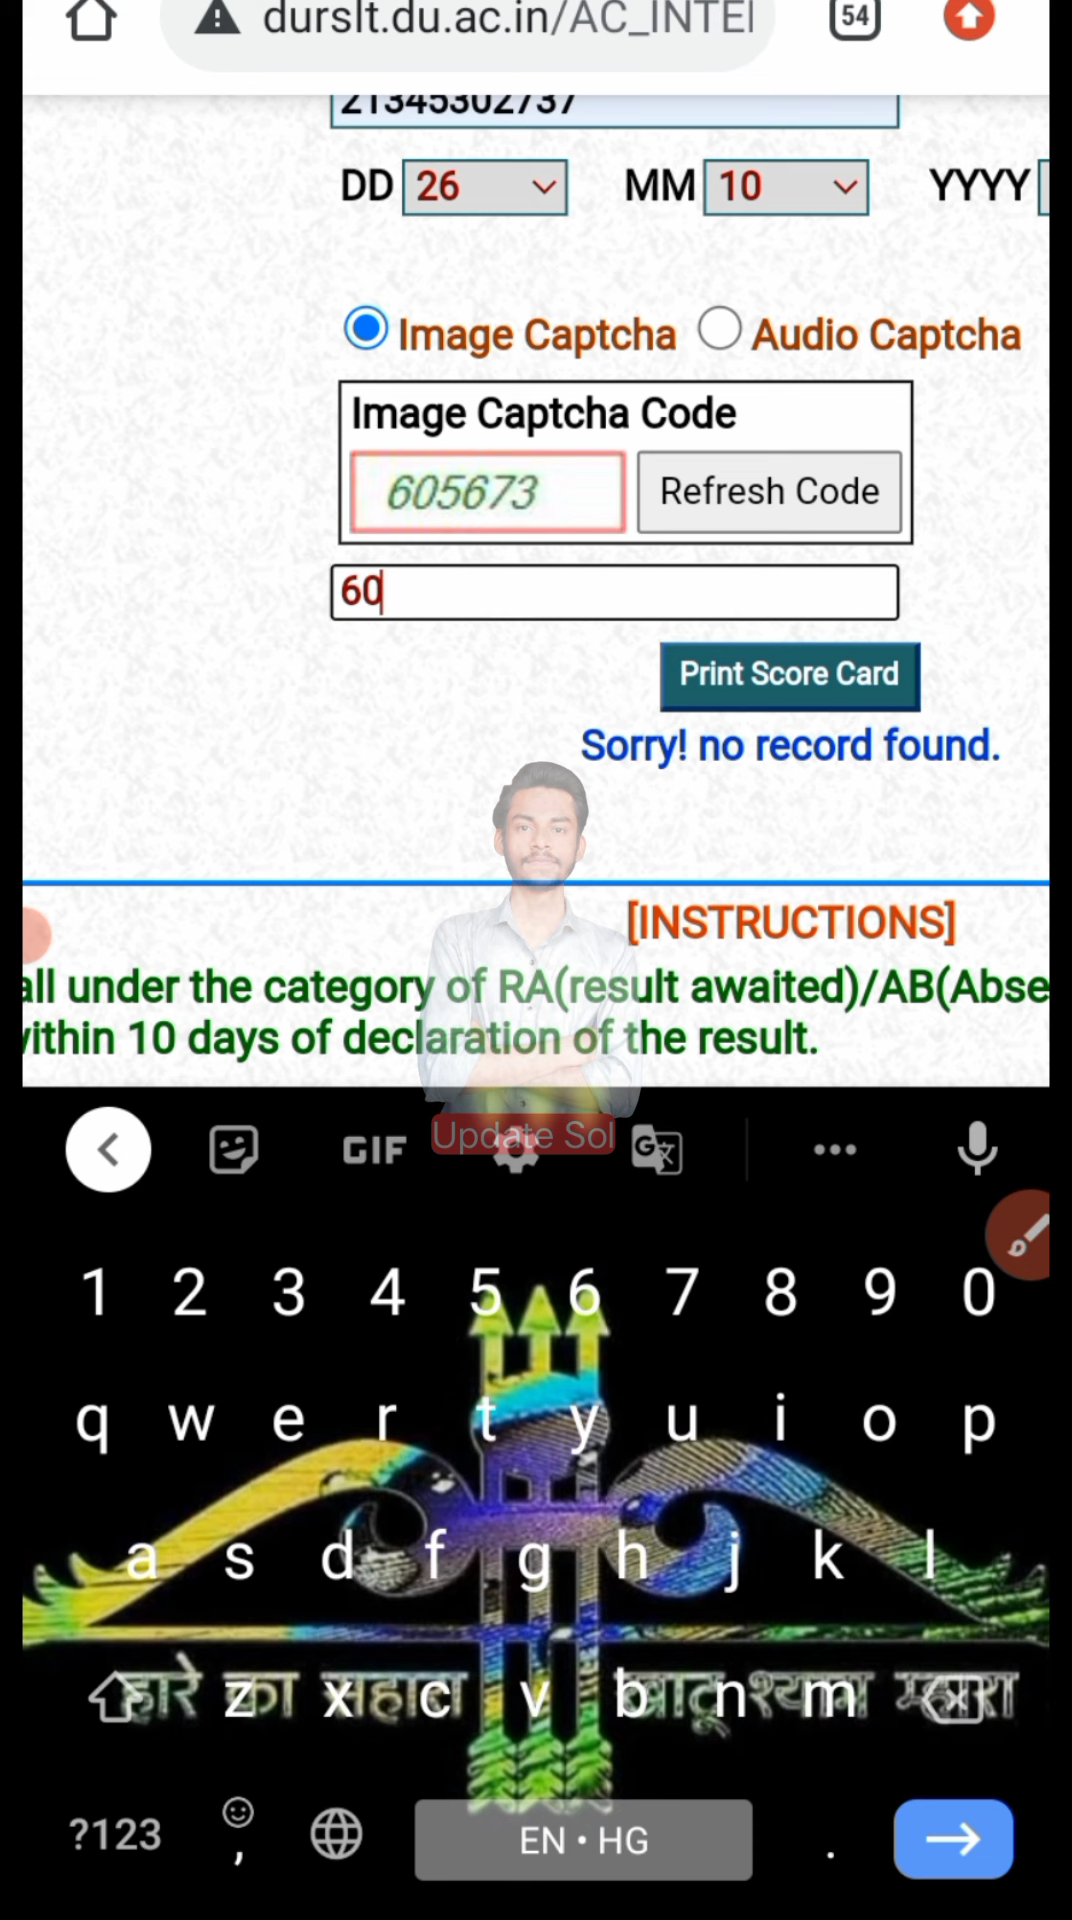 durslt.du.ac.in/AC_INTE
54
21345302737
DD 26 MM 10 YYYY
Image Captcha Audio Captcha
Image Captcha Code
605673 Refresh Code
60
Print Score Card
Sorry! no record found.
[INSTRUCTIONS]
all under the category of RA(result awaited)/AB(Abse
vithin 10 days of declaration of the result.
Update Sol
GIF
1 2 3 4 5 6 7 8 9 0
q w e r t y u i o p
a s d f g h j k l
हारे का सहारा खाटू श्याम म्हारा
z x c v b n m
?123 , EN • HG .